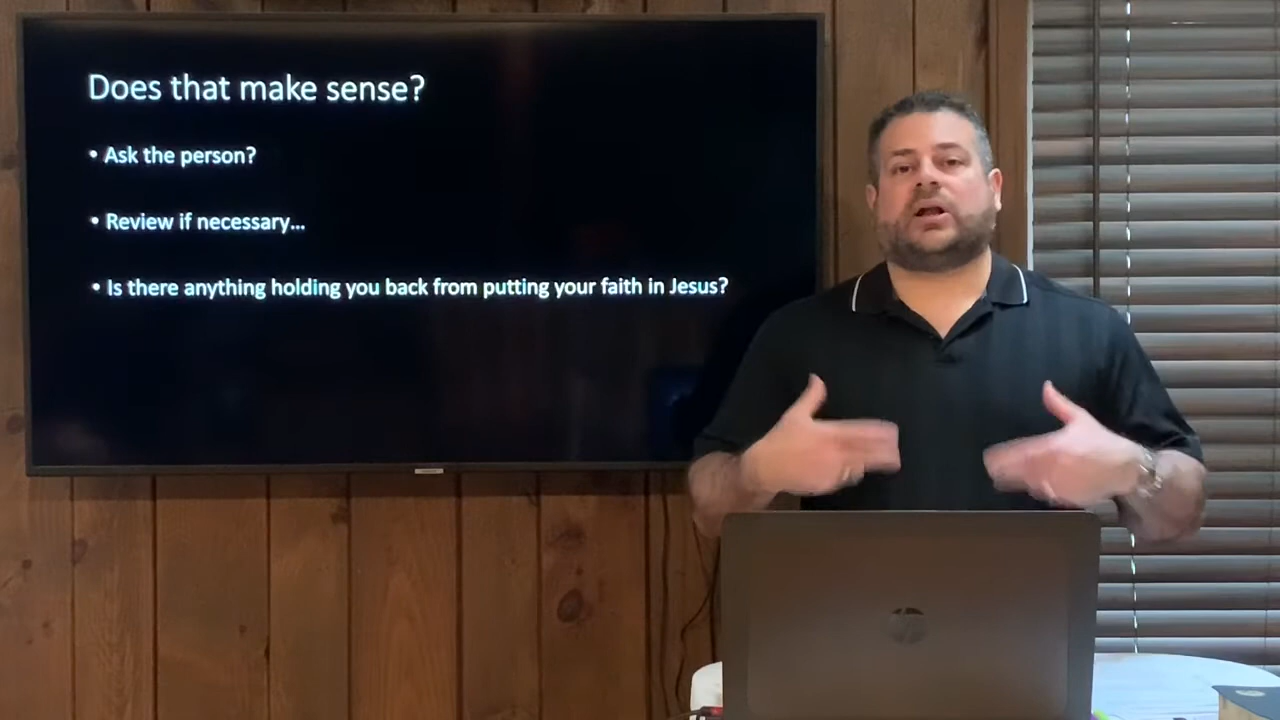 Does that make sense?
• Ask the person?
• Review if necessary...
• Is there anything holding you back from putting your faith in Jesus?
hp